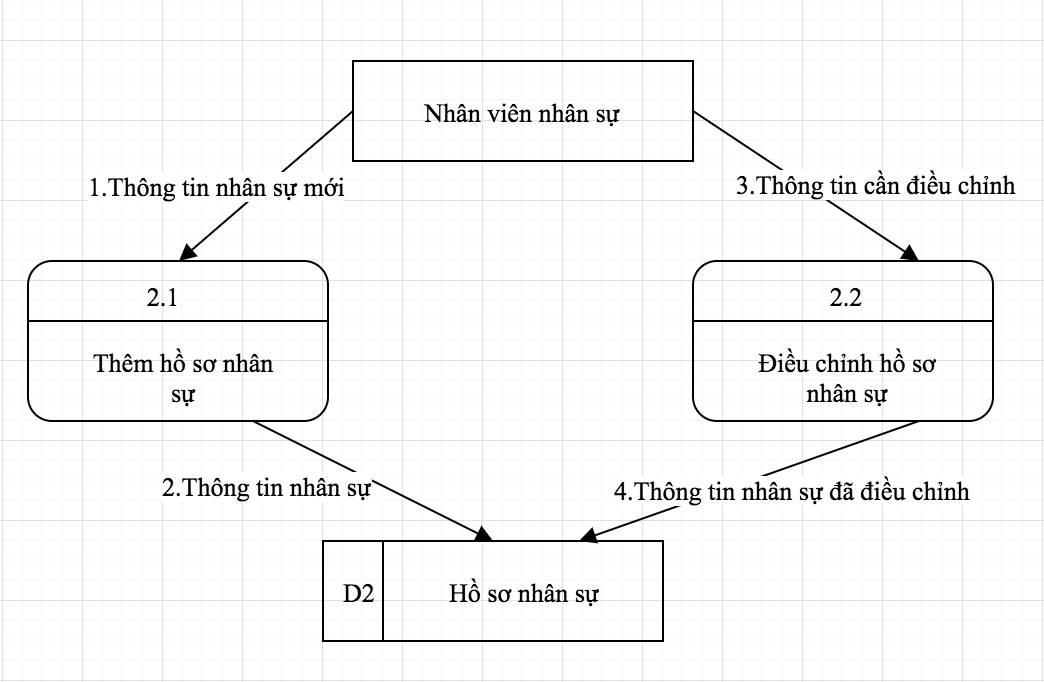 Nhân viên nhân sự
1.Thông tin nhân sự mới
3.Thông tin cần điều chỉnh
2.1
Thêm hồ sơ nhân
sự
2.2
Điều chỉnh hồ sơ
nhân sự
2.Thông tin nhân sự
4.Thông tin nhân sự đã điều chỉnh
D2
Hồ sơ nhân sự